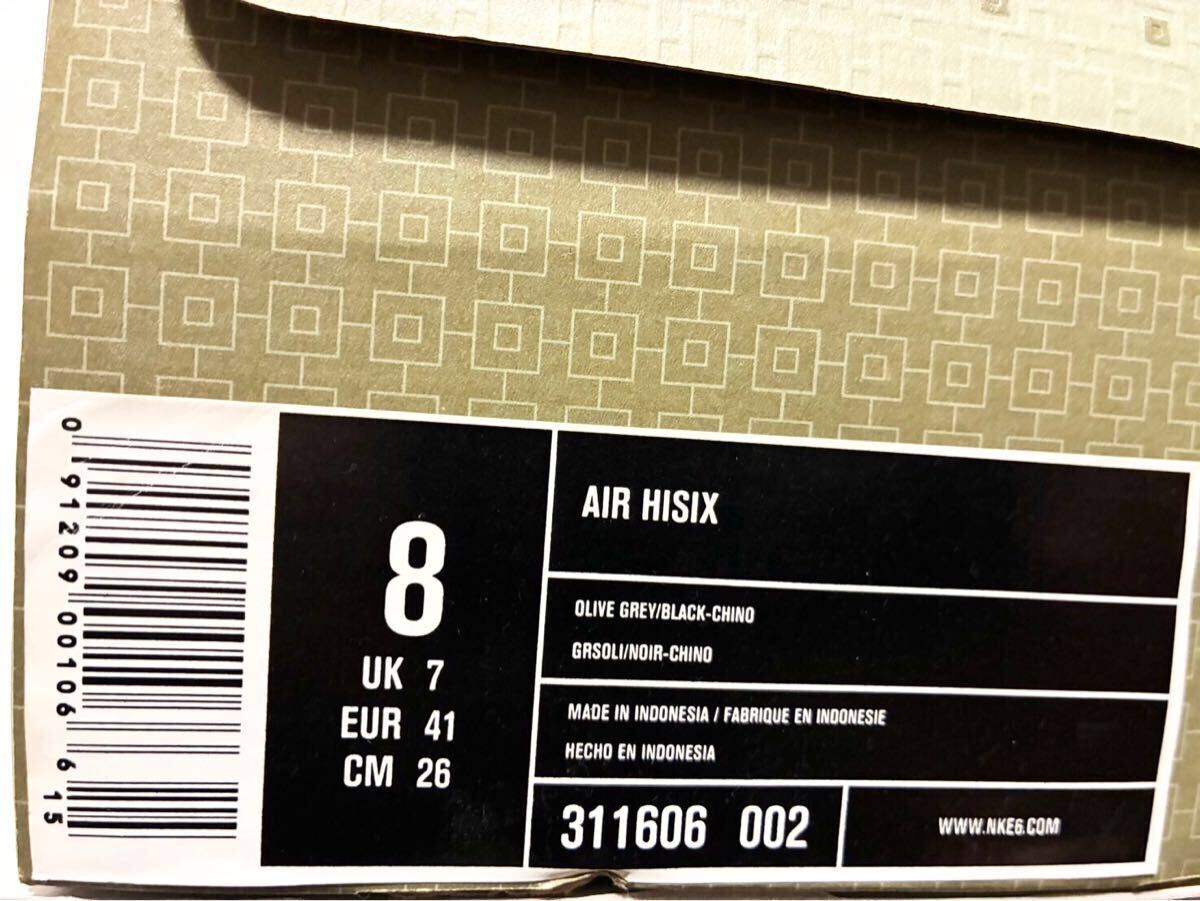 0 91209 00106 6 15
8
UK 7
EUR 41
CM 26
AIR HISIX
OLIVE GREY/BLACK-CHINO
GRSOLI/NOIR-CHINO
MADE IN INDONESIA / FABRIQUE EN INDONESIE
HECHO EN INDONESIA
311606 002
WWW.NKE6.COM